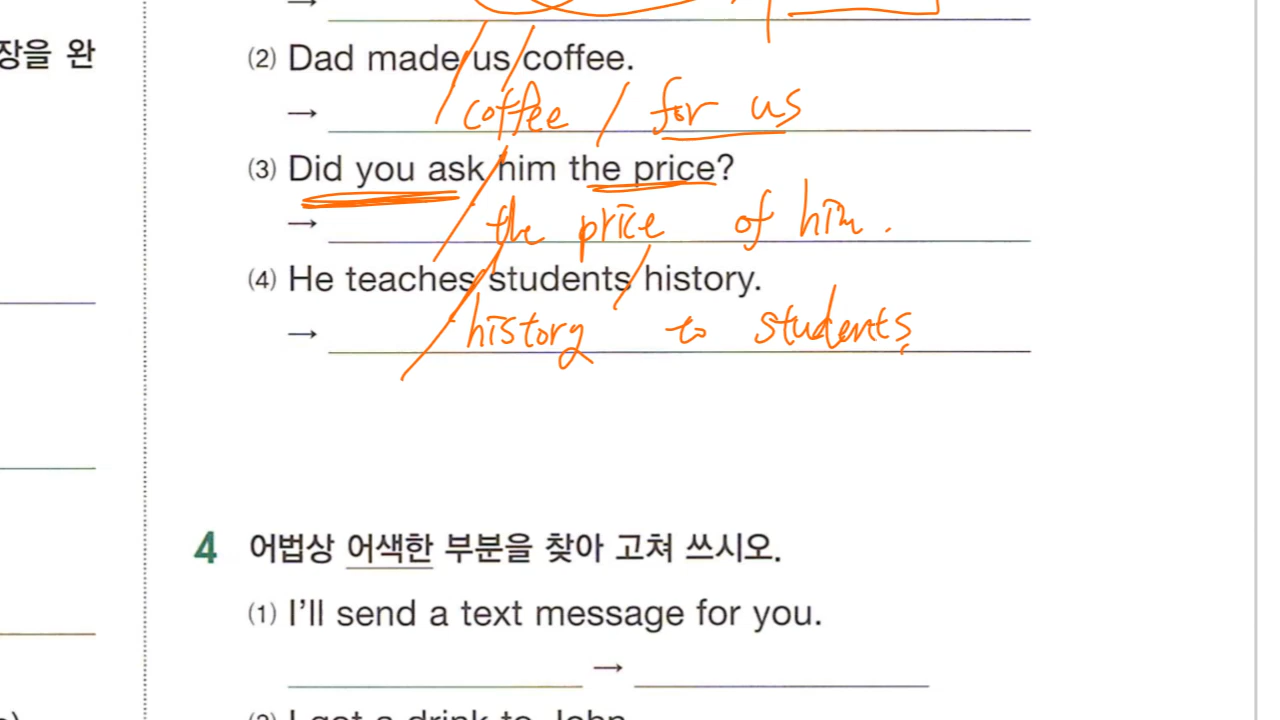 장을 완
→
(2) Dad made us coffee.
→ coffee / for us
(3) Did you ask him the price?
→ the price of him.
(4) He teaches students history.
→ history to students
4 어법상 어색한 부분을 찾아 고쳐 쓰시오.
(1) I'll send a text message for you.
→